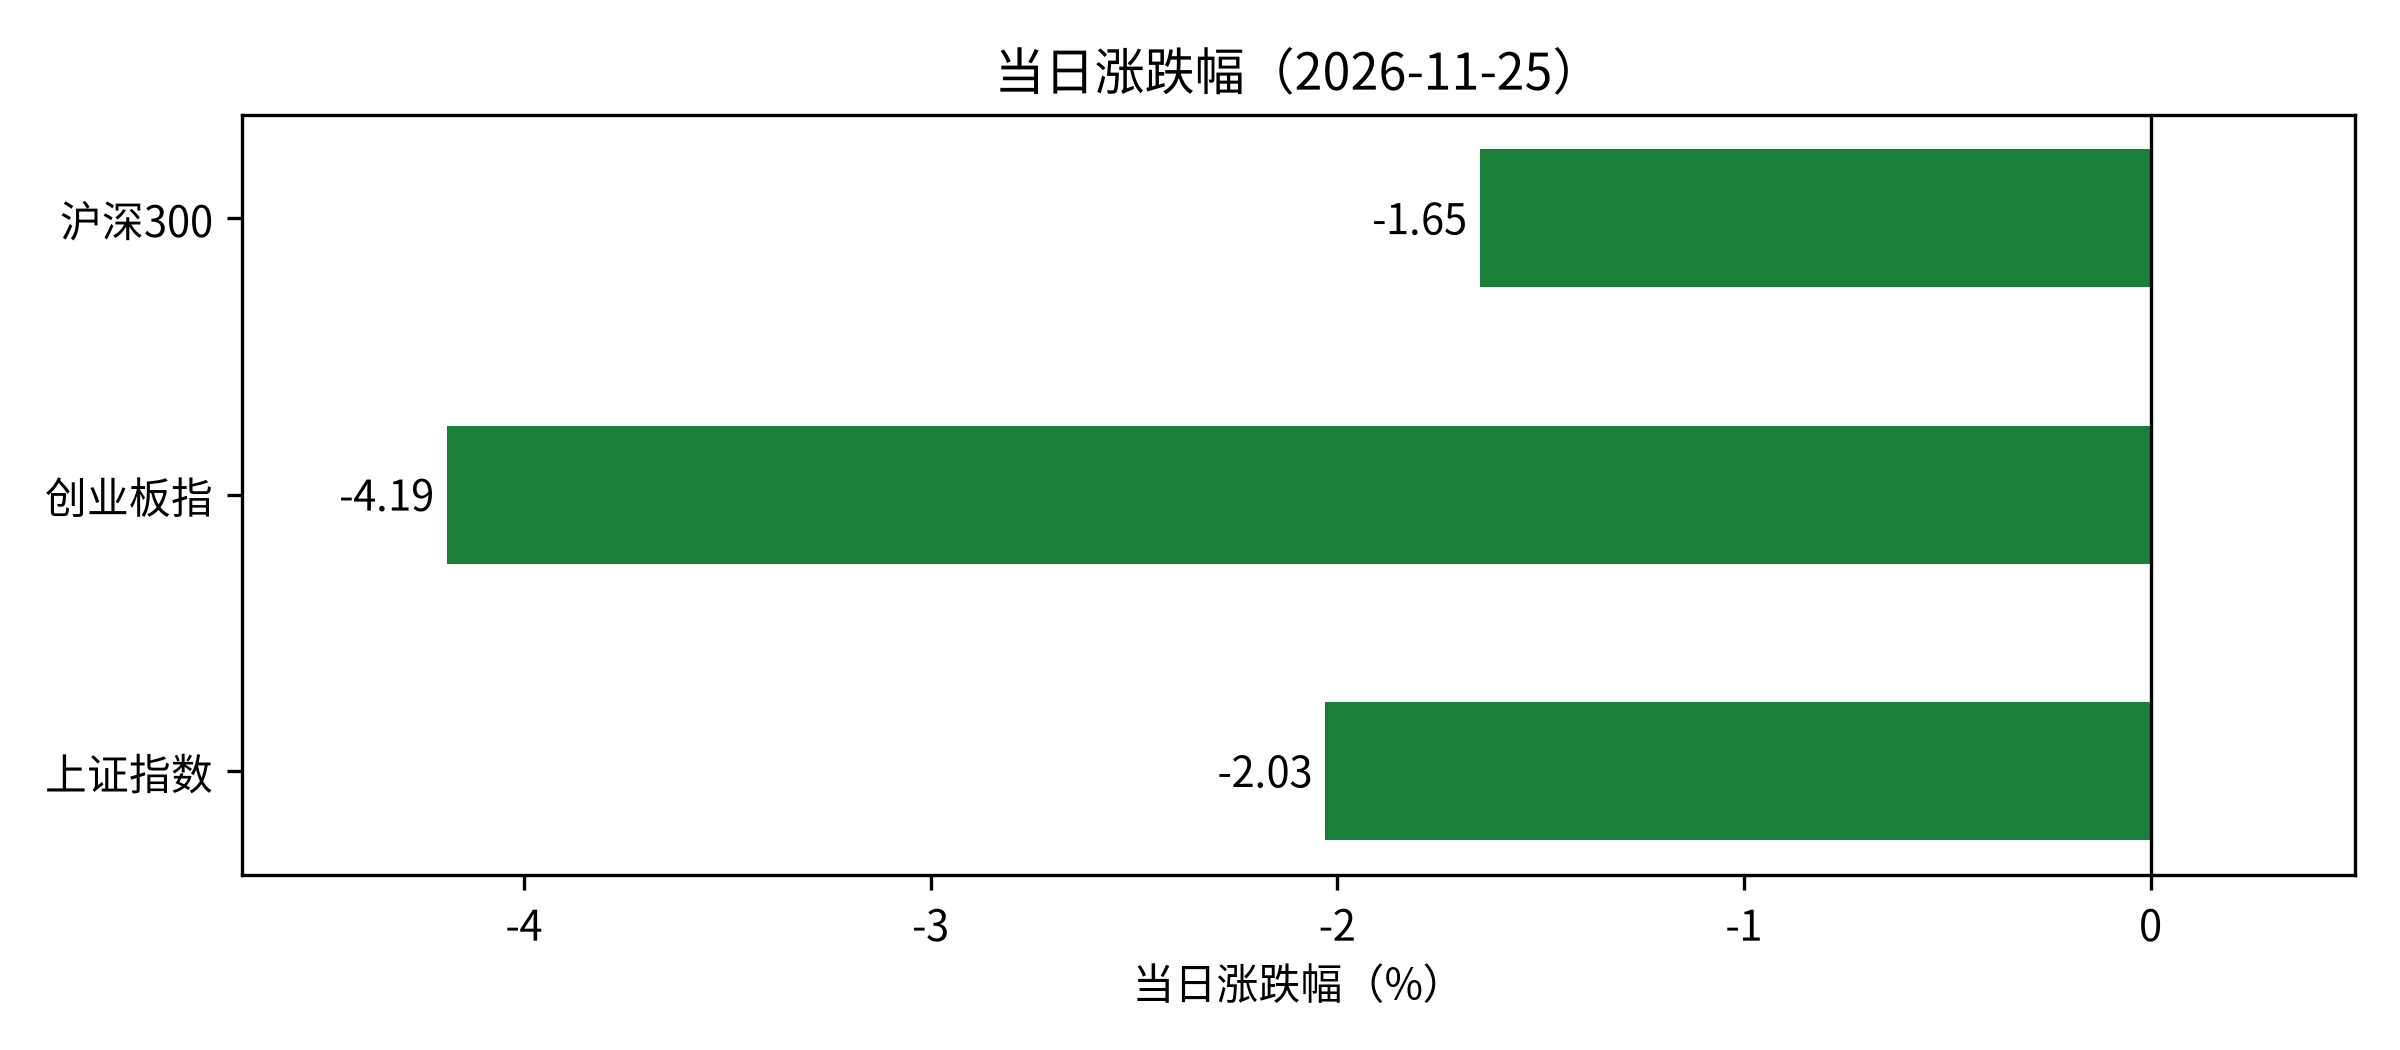 当日涨跌幅（2026-11-25）
沪深300
-1.65
创业板指
-4.19
上证指数
-2.03
-4 -3 -2 -1 0
当日涨跌幅（%）